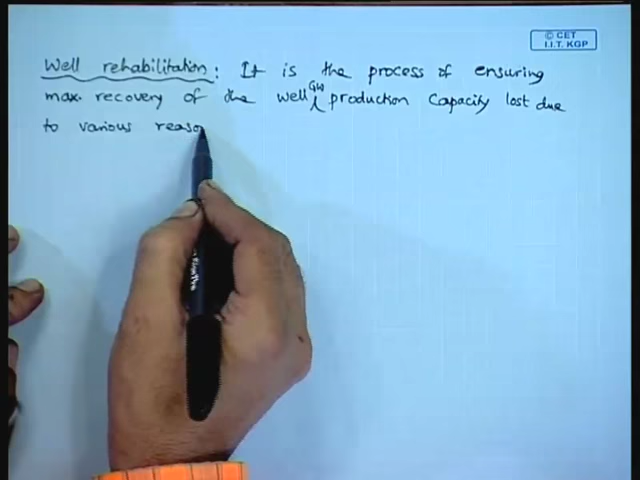 © CET
I.I.T. KGP
Well rehabilitation: It is the process of ensuring
max. recovery of the well GW production capacity lost due
to various reaso